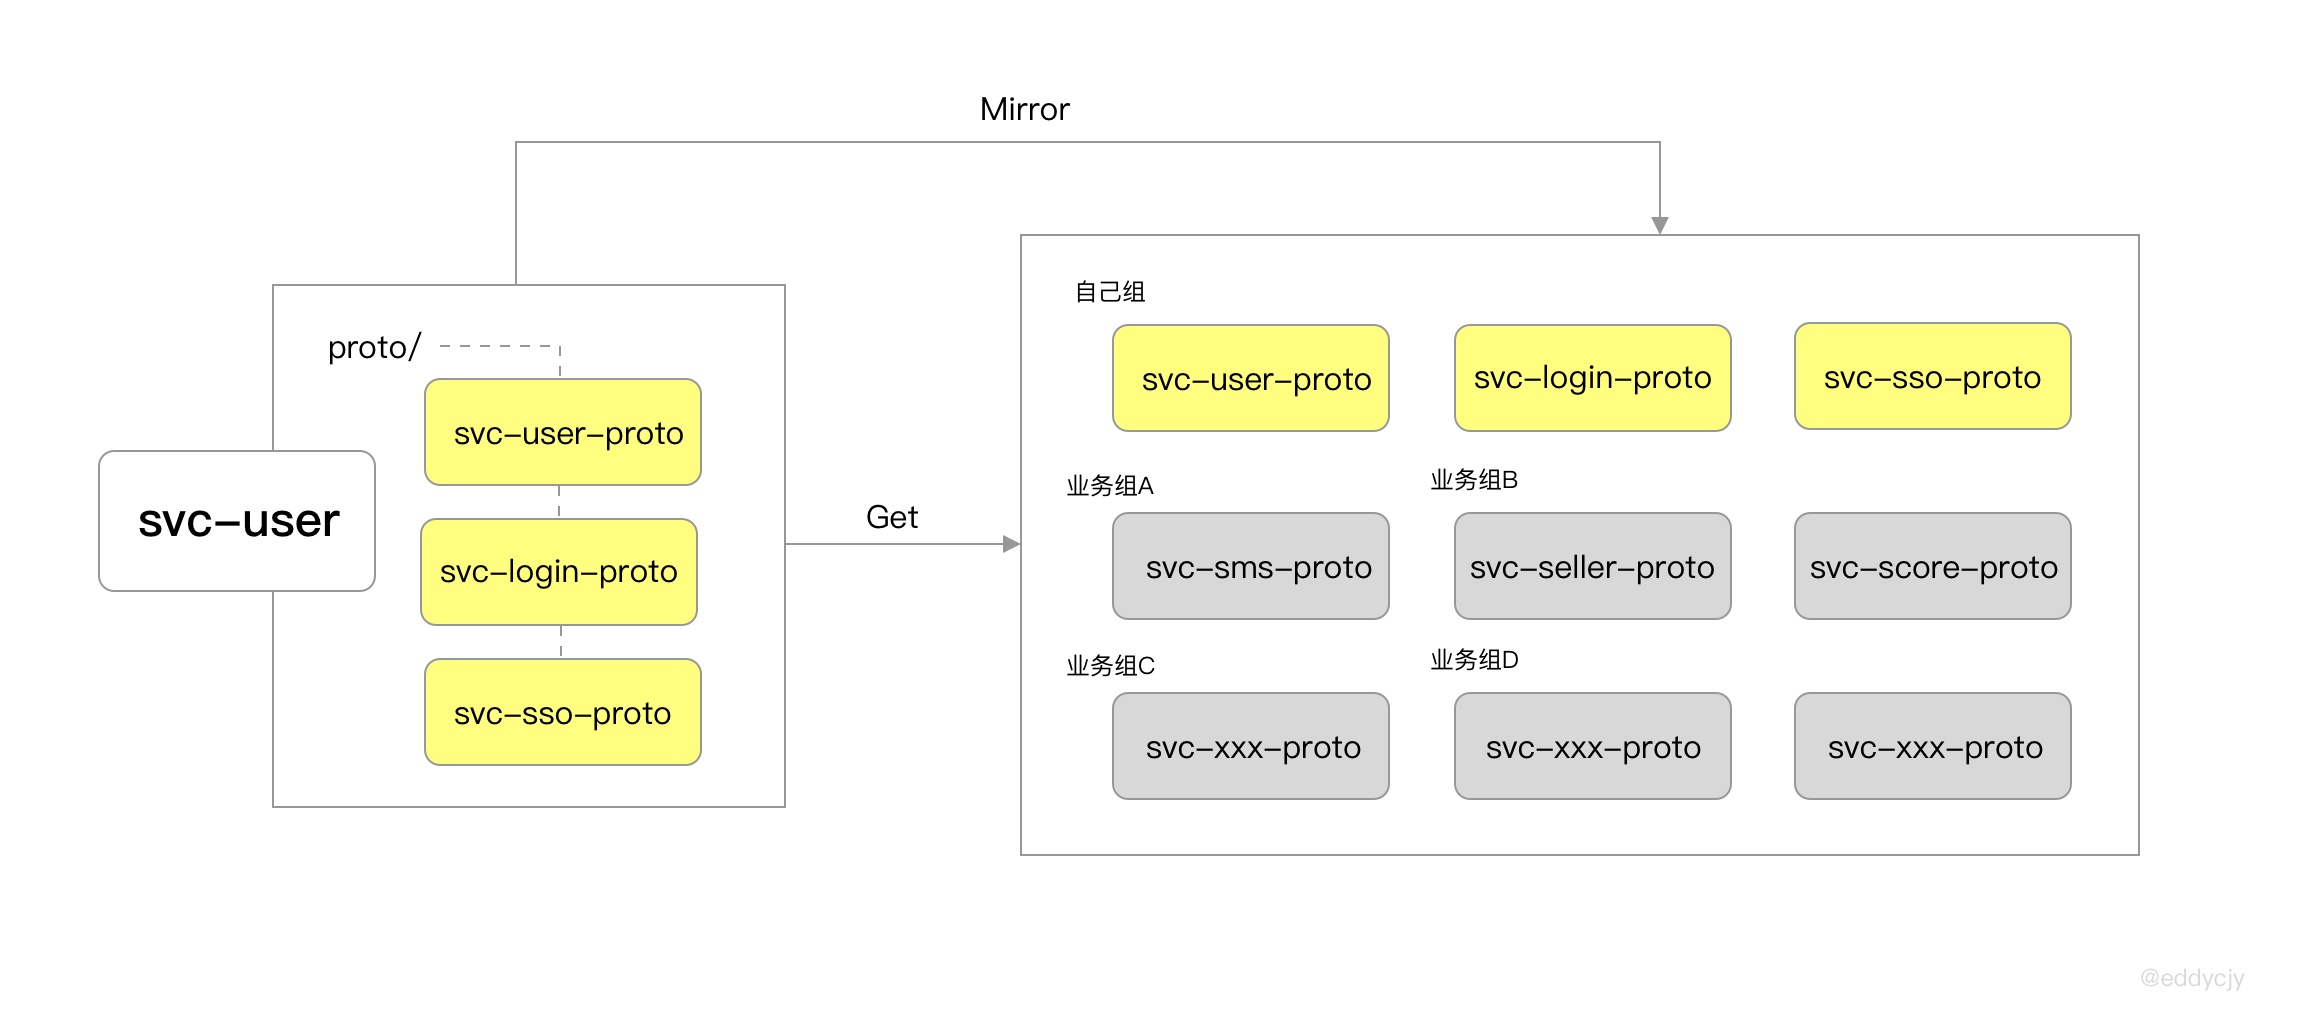 Mirror
proto/
svc-user-proto
svc-user
svc-login-proto
svc-sso-proto
Get
自己组
svc-user-proto
svc-login-proto
svc-sso-proto
业务组A
业务组B
svc-sms-proto
svc-seller-proto
svc-score-proto
业务组C
业务组D
svc-xxx-proto
svc-xxx-proto
svc-xxx-proto
@eddycjy